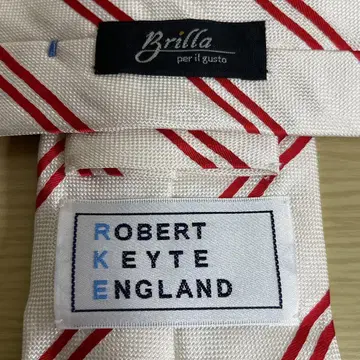 Brilla
per il gusto
ROBERT
KEYTE
ENGLAND